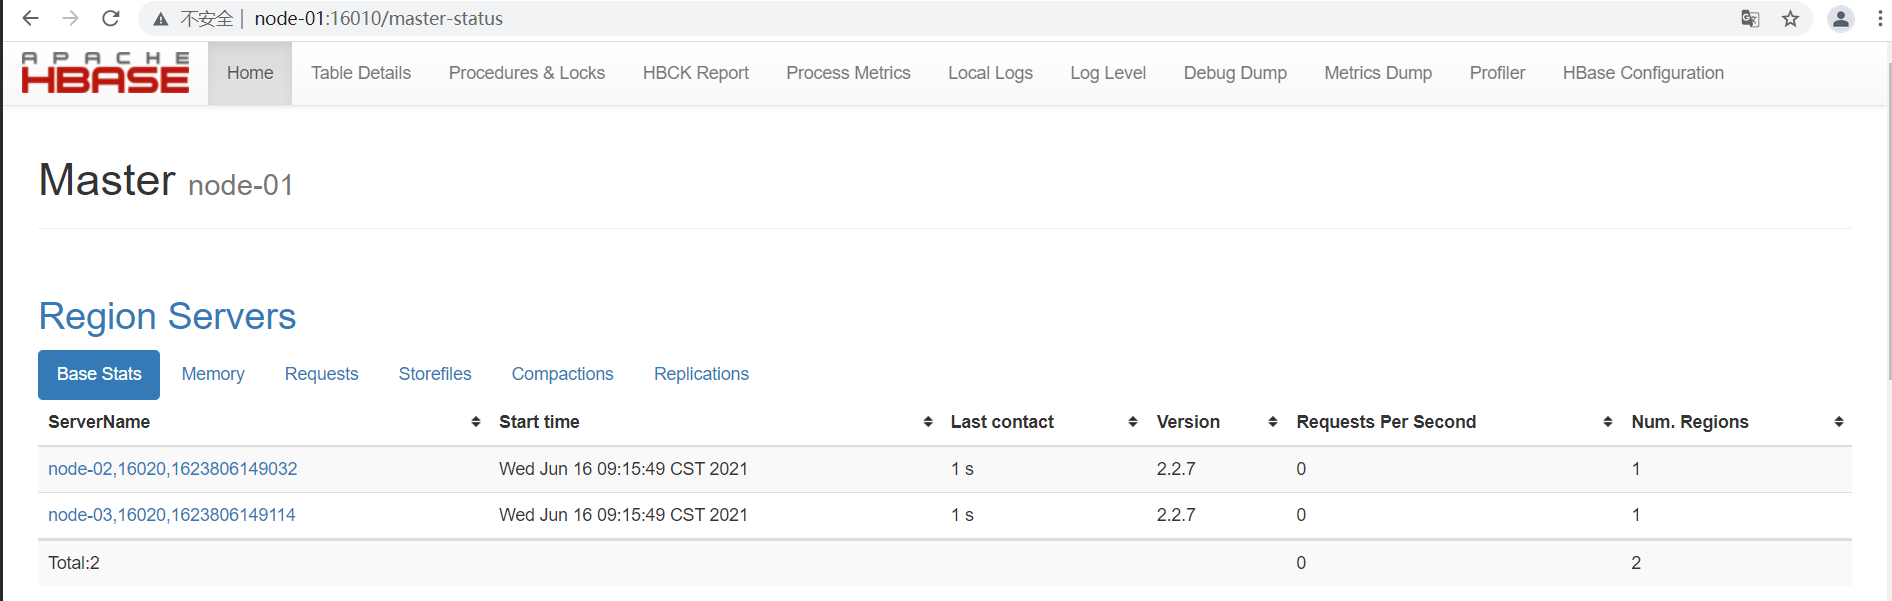 不安全 | node-01:16010/master-status
APACHE
HBASE
Home Table Details Procedures & Locks HBCK Report Process Metrics Local Logs Log Level Debug Dump Metrics Dump Profiler HBase Configuration
Master node-01
Region Servers
Base Stats Memory Requests Storefiles Compactions Replications
ServerName Start time Last contact Version Requests Per Second Num. Regions
node-02,16020,1623806149032 Wed Jun 16 09:15:49 CST 2021 1 s 2.2.7 0 1
node-03,16020,1623806149114 Wed Jun 16 09:15:49 CST 2021 1 s 2.2.7 0 1
Total:2 0 2